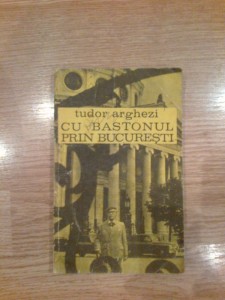 tudor arghezi
CU BASTONUL
PRIN BUCUREȘTI